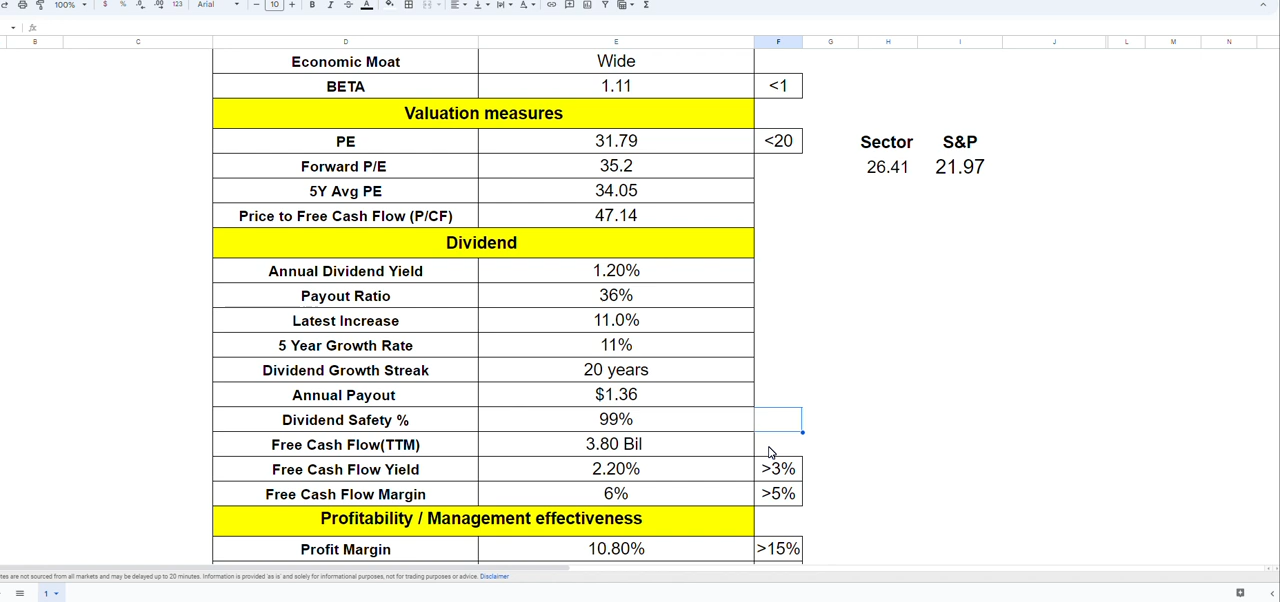 100%
$ % .0 .00 123
Arial
− 10 +
B I A
Σ
fx
B C D E F G H I J L M N
Economic Moat Wide
BETA 1.11 <1
Valuation measures
PE 31.79 <20 Sector S&P
Forward P/E 35.2 26.41 21.97
5Y Avg PE 34.05
Price to Free Cash Flow (P/CF) 47.14
Dividend
Annual Dividend Yield 1.20%
Payout Ratio 36%
Latest Increase 11.0%
5 Year Growth Rate 11%
Dividend Growth Streak 20 years
Annual Payout $1.36
Dividend Safety % 99%
Free Cash Flow(TTM) 3.80 Bil
Free Cash Flow Yield 2.20% >3%
Free Cash Flow Margin 6% >5%
Profitability / Management effectiveness
Profit Margin 10.80% >15%
tes are not sourced from all markets and may be delayed up to 20 minutes. Information is provided 'as is' and solely for informational purposes, not for trading purposes or advice. Disclaimer
1